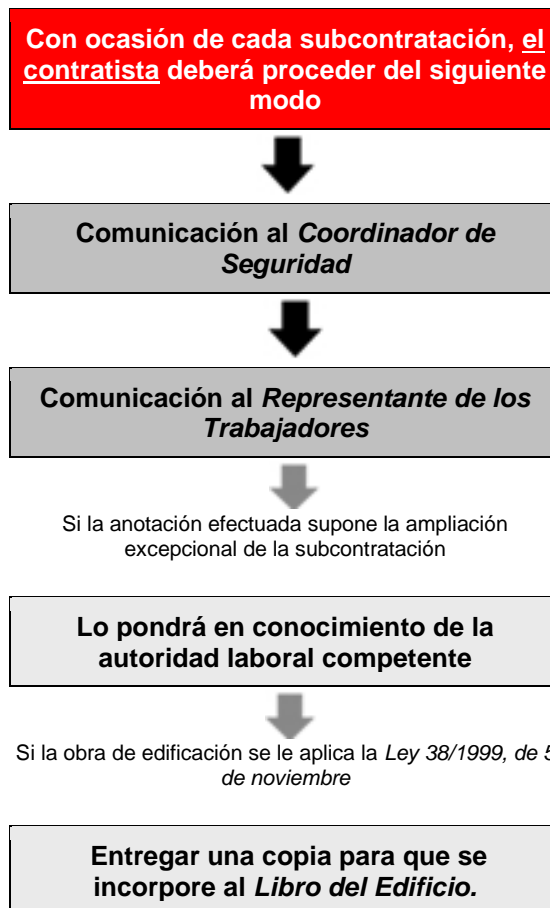 Con ocasión de cada subcontratación, el
contratista deberá proceder del siguiente
modo
Comunicación al Coordinador de
Seguridad
Comunicación al Representante de los
Trabajadores
Si la anotación efectuada supone la ampliación
excepcional de la subcontratación
Lo pondrá en conocimiento de la
autoridad laboral competente
Si la obra de edificación se le aplica la Ley 38/1999, de 5
de noviembre
Entregar una copia para que se
incorpore al Libro del Edificio.